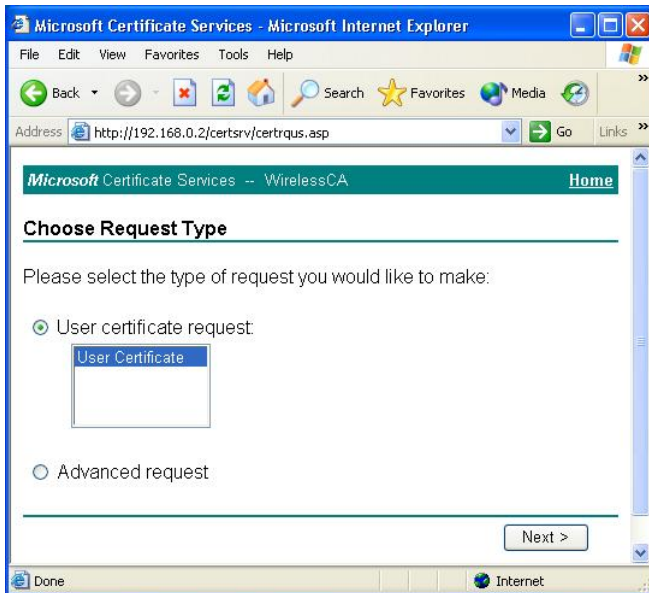 Microsoft Certificate Services - Microsoft Internet Explorer
File Edit View Favorites Tools Help
Back Search Favorites Media »
Address http://192.168.0.2/certsrv/certrqus.asp Go Links »
Microsoft Certificate Services -- WirelessCA Home
Choose Request Type
Please select the type of request you would like to make:
User certificate request:
User Certificate
Advanced request
Next >
Done Internet